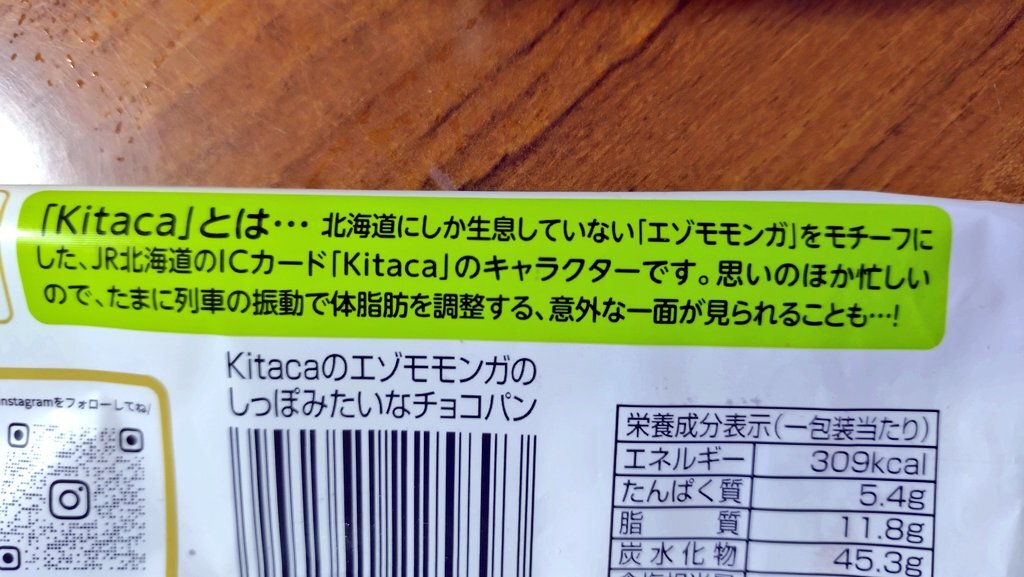 「Kitaca」とは… 北海道にしか生息していない「エゾモモンガ」をモチーフに
した、JR北海道のICカード「Kitaca」のキャラクターです。思いのほか忙しい
ので、たまに列車の振動で体脂肪を調整する、意外な一面が見られることも…!
Kitacaのエゾモモンガの
しっぽみたいなチョコパン
nstagramをフォローしてね/
栄養成分表示(一包装当たり)
エネルギー 309kcal
たんぱく質 5.4g
脂質 11.8g
炭水化物 45.3g